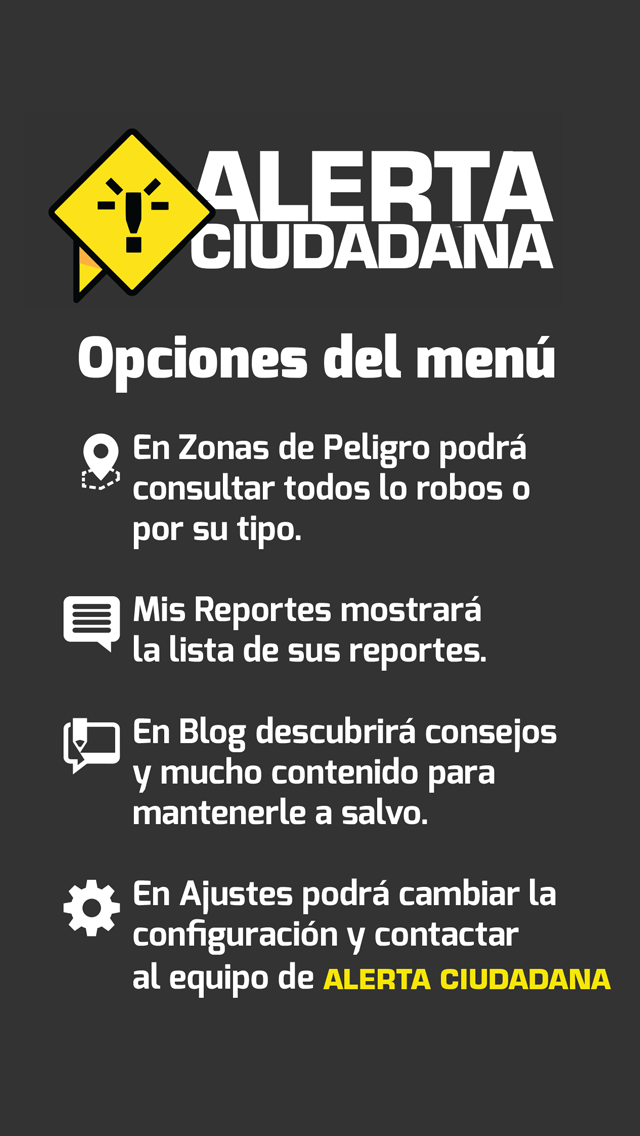 ALERTA
CIUDADANA
Opciones del menú
En Zonas de Peligro podrá
consultar todos lo robos o
por su tipo.
Mis Reportes mostrará
la lista de sus reportes.
En Blog descubrirá consejos
y mucho contenido para
mantenerle a salvo.
En Ajustes podrá cambiar la
configuración y contactar
al equipo de ALERTA CIUDADANA